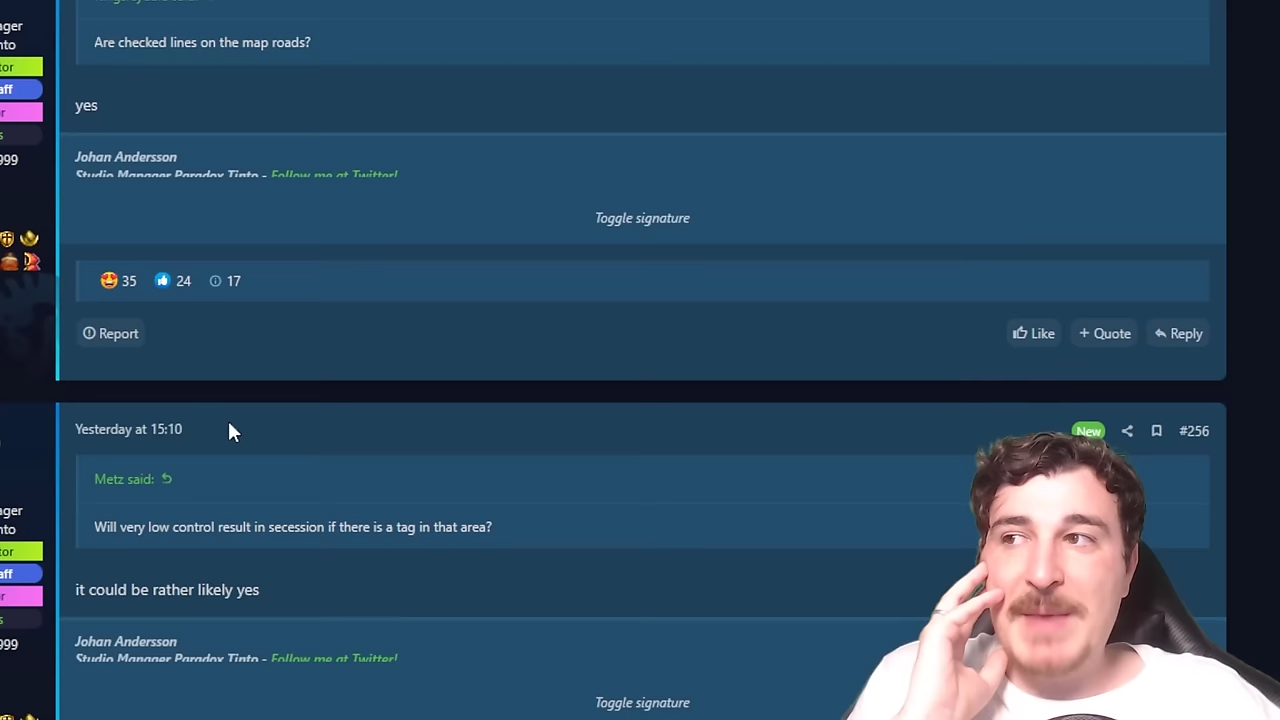 Are checked lines on the map roads?
yes
Johan Andersson
Studio Manager Paradox Tinto - Follow me at Twitter!
Toggle signature
35 24 17
Report Like + Quote Reply
999
Yesterday at 15:10 New #256
Metz said:
Will very low control result in secession if there is a tag in that area?
it could be rather likely yes
Johan Andersson
Studio Manager Paradox Tinto - Follow me at Twitter!
Toggle signature
999